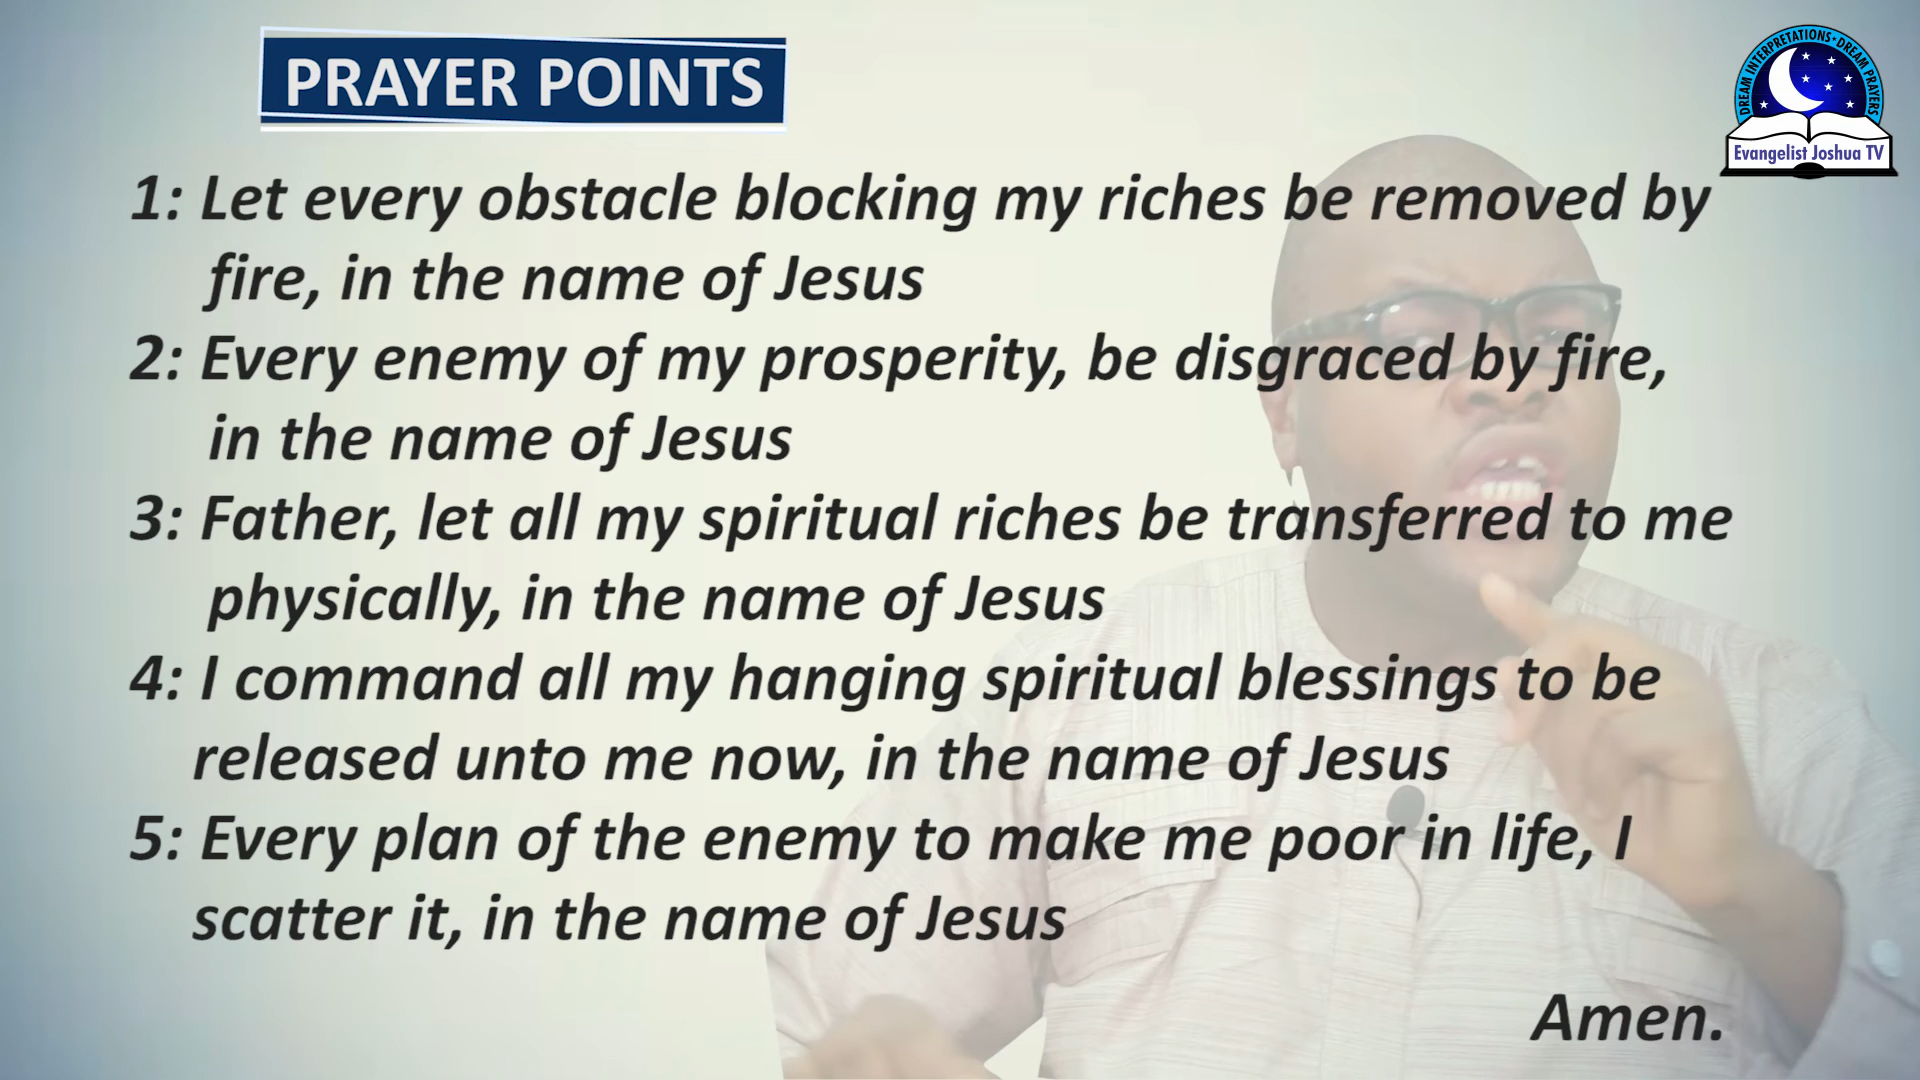 PRAYER POINTS
DREAM INTERPRETATIONS • DREAM PRAYERS
Evangelist Joshua TV
1: Let every obstacle blocking my riches be removed by
fire, in the name of Jesus
2: Every enemy of my prosperity, be disgraced by fire,
in the name of Jesus
3: Father, let all my spiritual riches be transferred to me
physically, in the name of Jesus
4: I command all my hanging spiritual blessings to be
released unto me now, in the name of Jesus
5: Every plan of the enemy to make me poor in life, I
scatter it, in the name of Jesus
Amen.